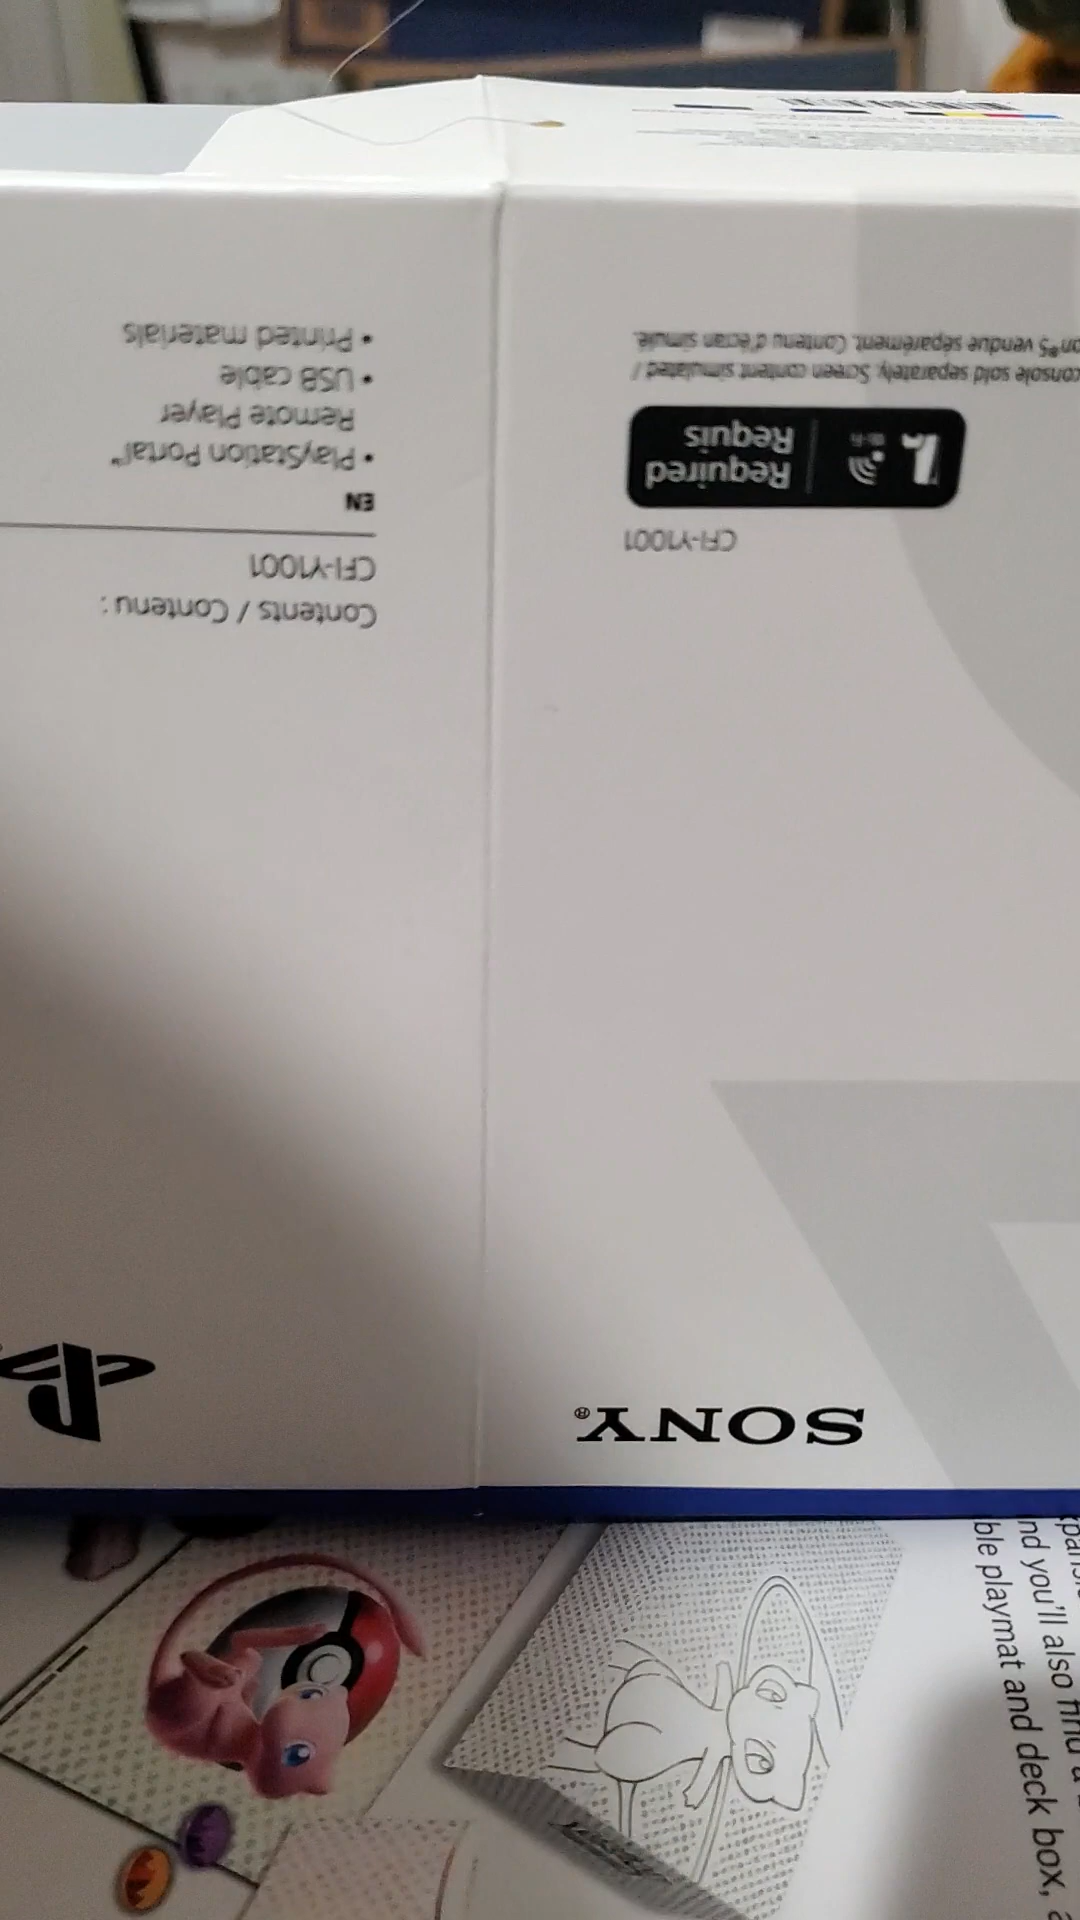 Contents / Contenu :
CFI-Y1001
EN
• PlayStation Portal™
Remote Player
• USB cable
• Printed materials
SONY®
CFI-Y1001
Required
Requis
Wi-Fi
console sold separately. Screen content simulated /
vendue séparément. Contenu d'écran simulé.
nd you'll also find a
ble playmat and deck box, a